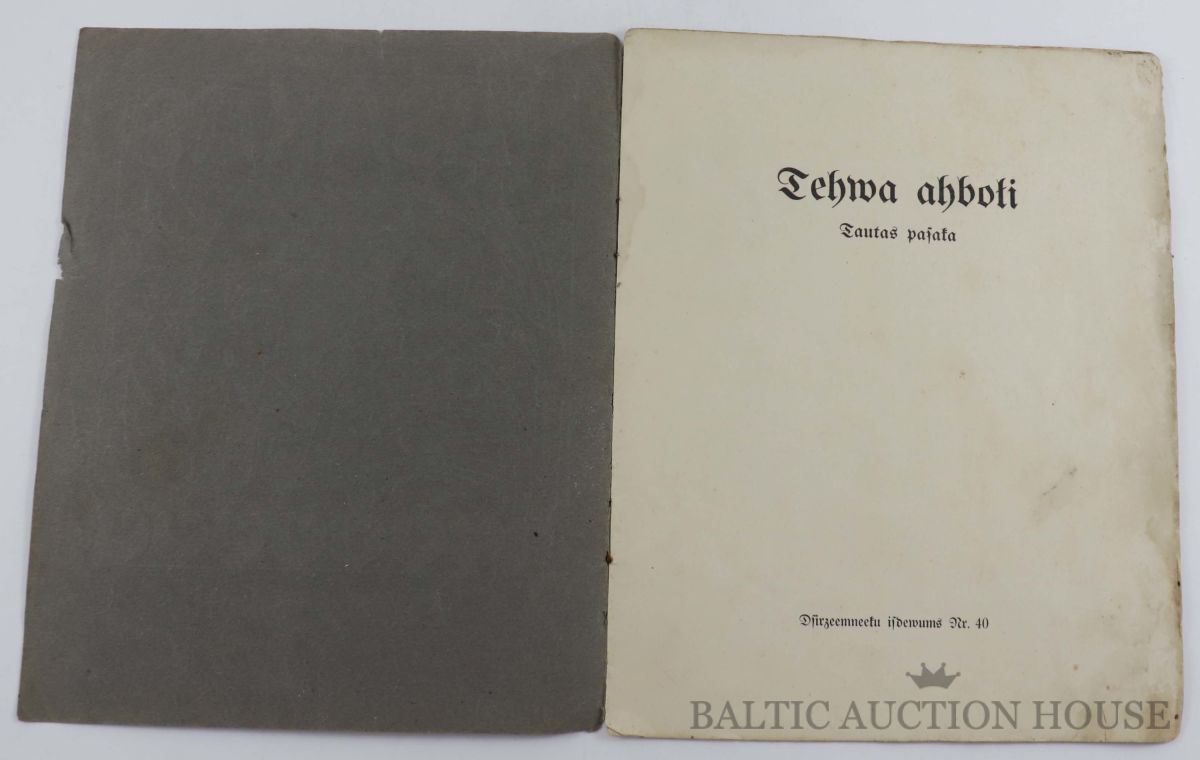 Tehwa ahboli
Tautas paſaka
Dſirzeemneeku iſdewums Nr. 40
BALTIC AUCTION HOUSE